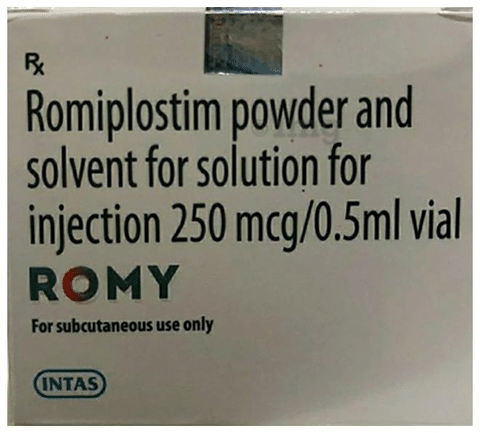 Rx
Romiplostim powder and
solvent for solution for
injection 250 mcg/0.5ml vial
ROMY
For subcutaneous use only
INTAS